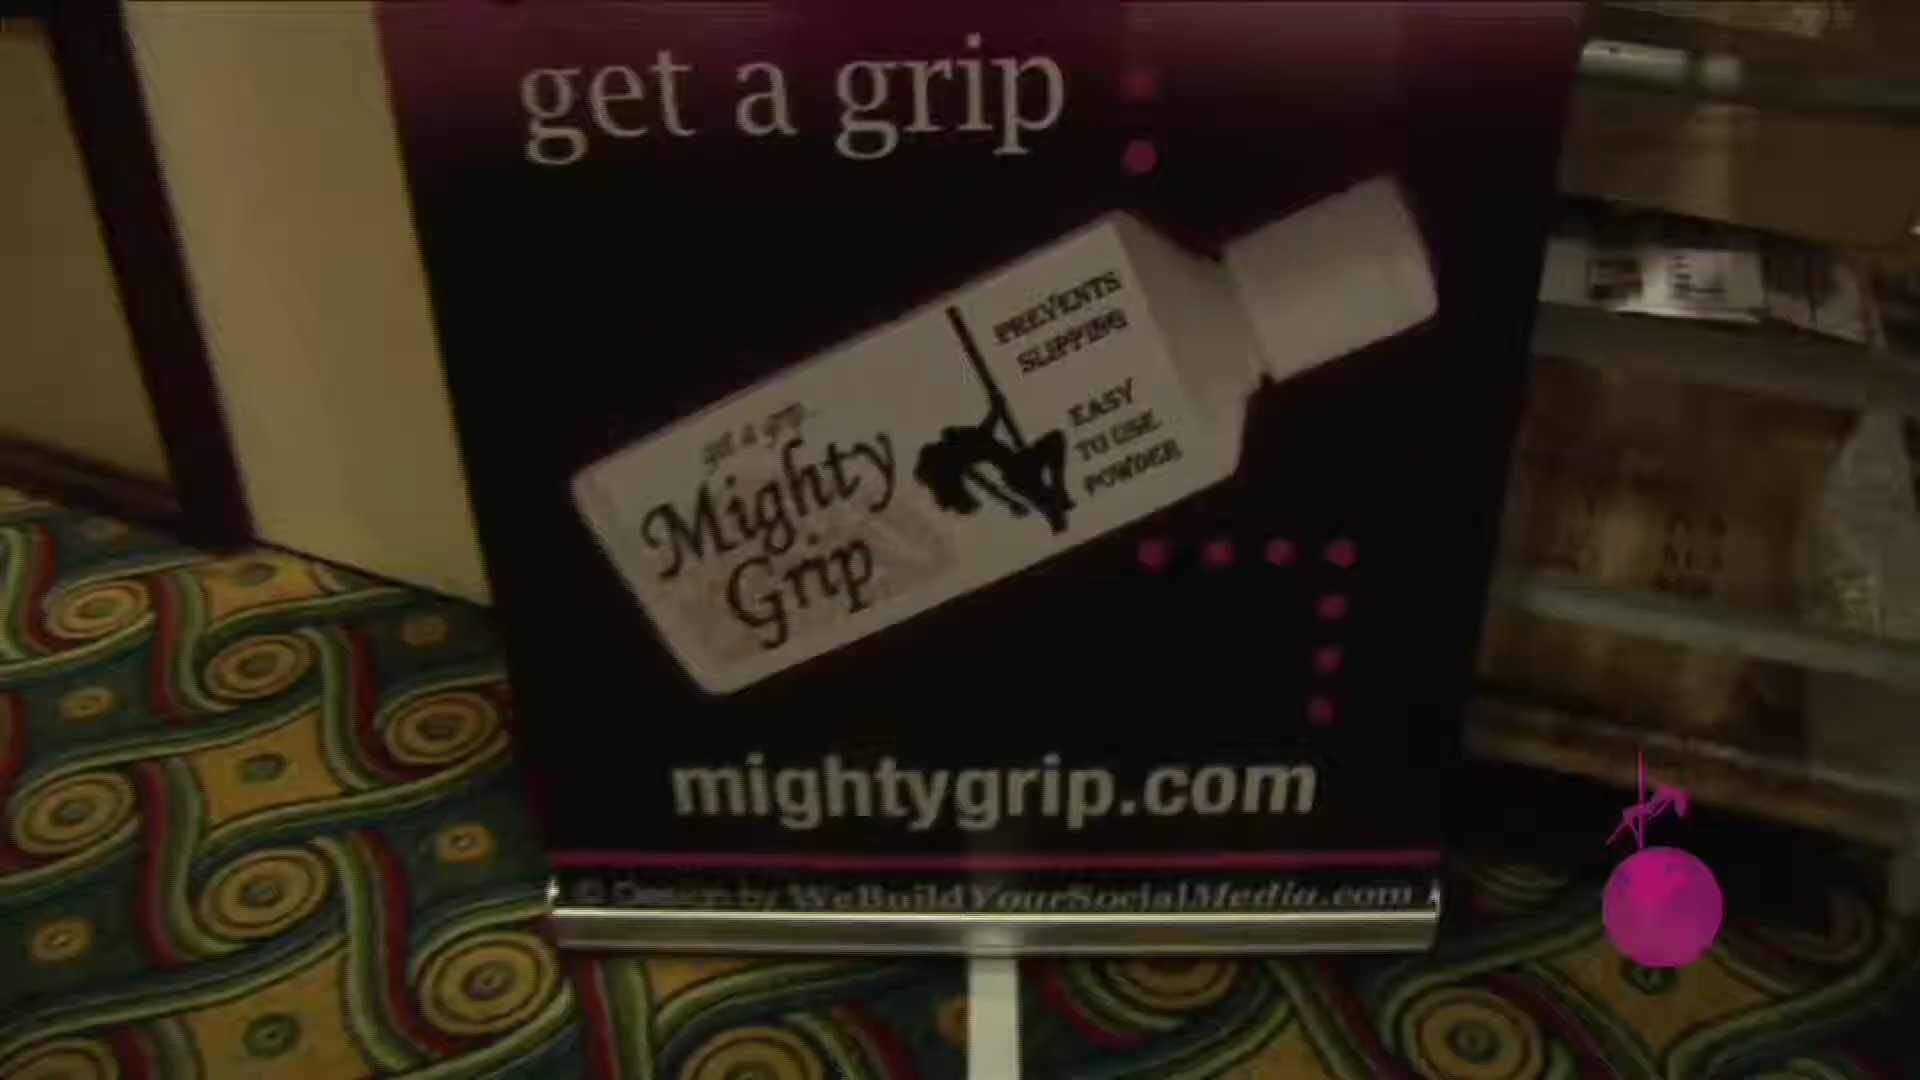 get a grip
PREVENTS
SLIPPING
EASY
TO USE
POWDER
get a grip...
Mighty
Grip
mightygrip.com
© Design by WeBuildYourSocialMedia.com